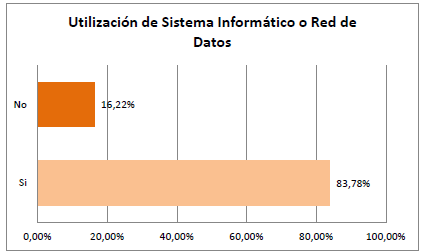 Utilización de Sistema Informático o Red de
Datos
No
16,22%
Si
83,78%
0,00% 20,00% 40,00% 60,00% 80,00% 100,00%